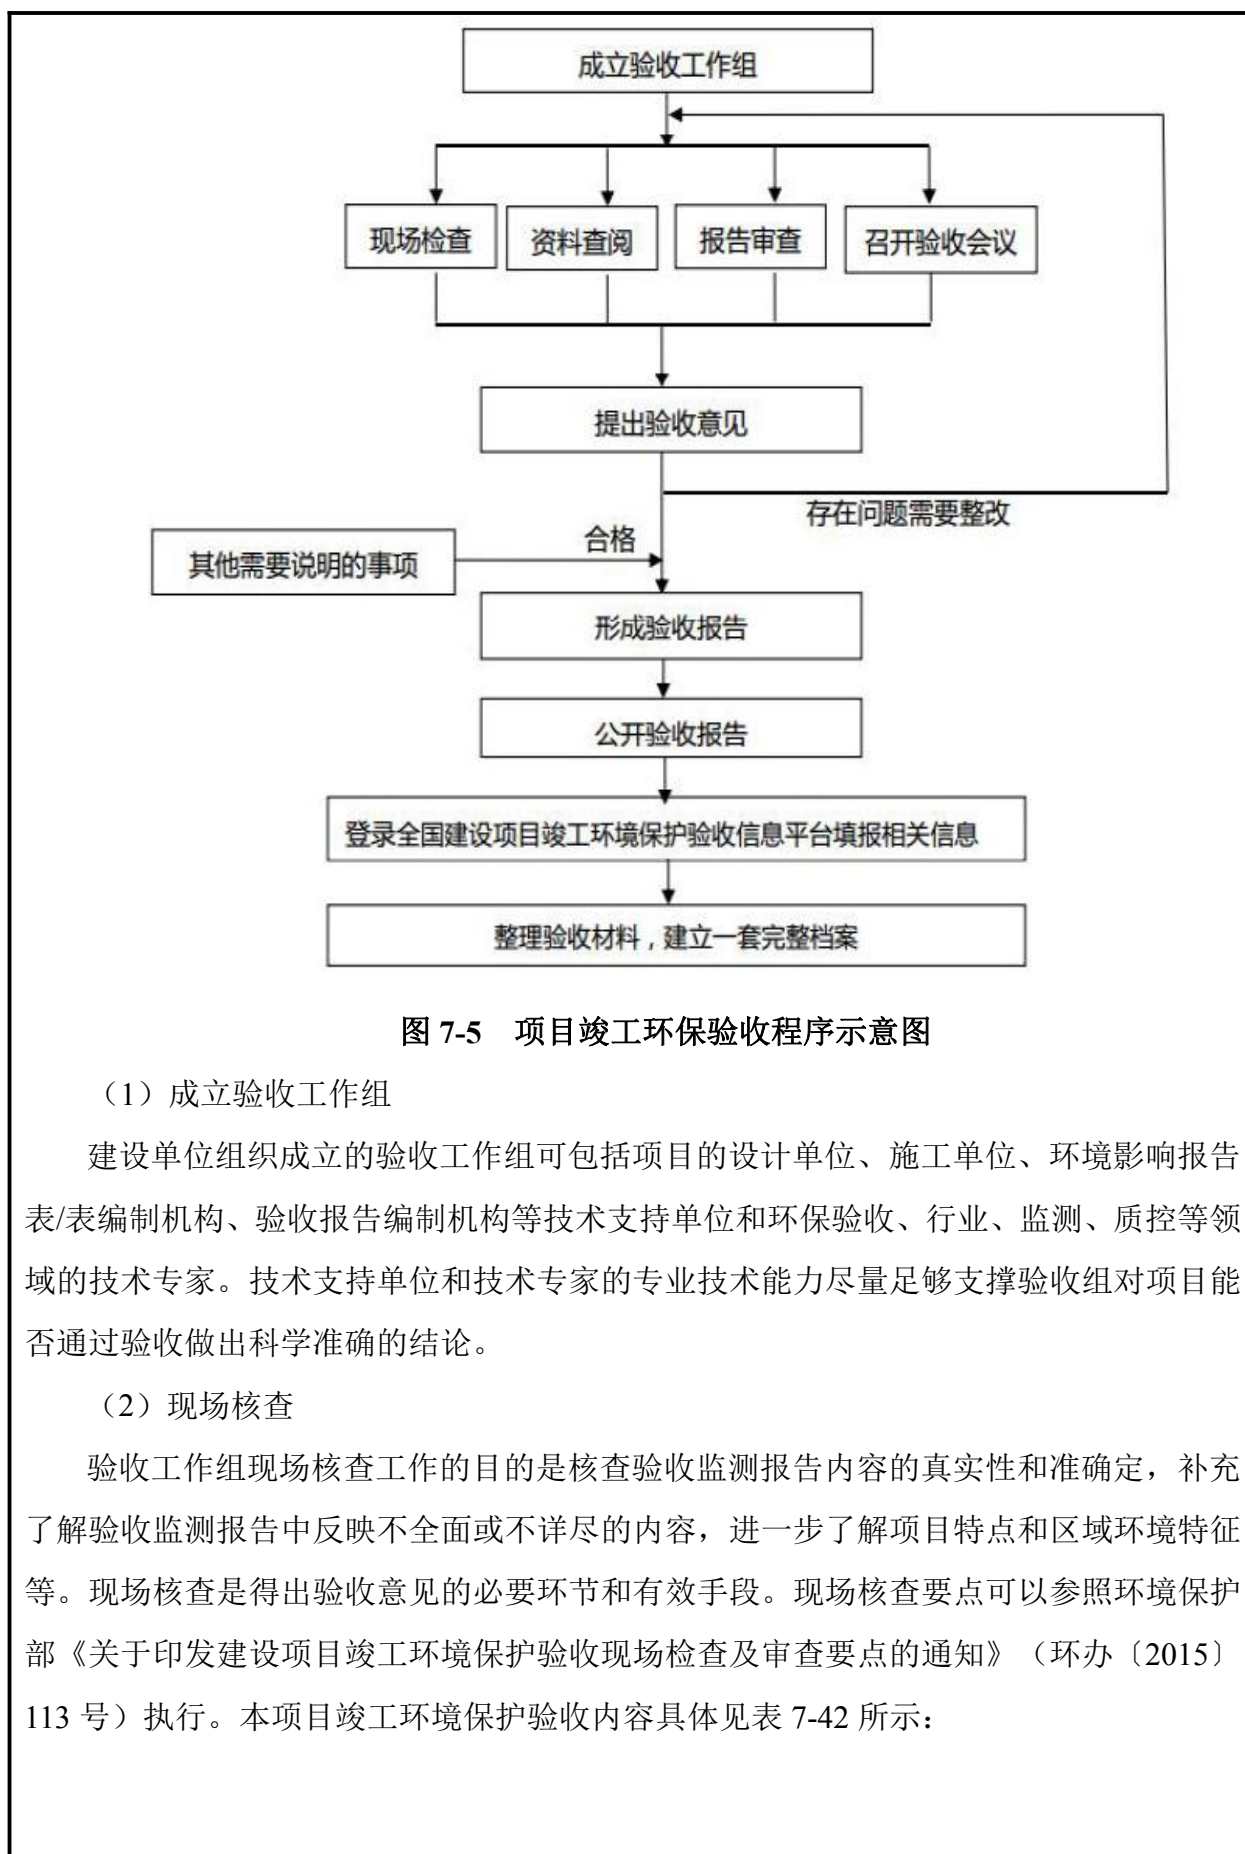 成立验收工作组
现场检查
资料查阅
报告审查
召开验收会议
提出验收意见
存在问题需要整改
合格
其他需要说明的事项
形成验收报告
公开验收报告
登录全国建设项目竣工环境保护验收信息平台填报相关信息
整理验收材料，建立一套完整档案
图 7-5 项目竣工环保验收程序示意图
（1）成立验收工作组
建设单位组织成立的验收工作组可包括项目的设计单位、施工单位、环境影响报告
表/表编制机构、验收报告编制机构等技术支持单位和环保验收、行业、监测、质控等领
域的技术专家。技术支持单位和技术专家的专业技术能力尽量足够支撑验收组对项目能
否通过验收做出科学准确的结论。
（2）现场核查
验收工作组现场核查工作的目的是核查验收监测报告内容的真实性和准确定，补充
了解验收监测报告中反映不全面或不详尽的内容，进一步了解项目特点和区域环境特征
等。现场核查是得出验收意见的必要环节和有效手段。现场核查要点可以参照环境保护
部《关于印发建设项目竣工环境保护验收现场检查及审查要点的通知》（环办〔2015〕
113 号）执行。本项目竣工环境保护验收内容具体见表 7-42 所示：